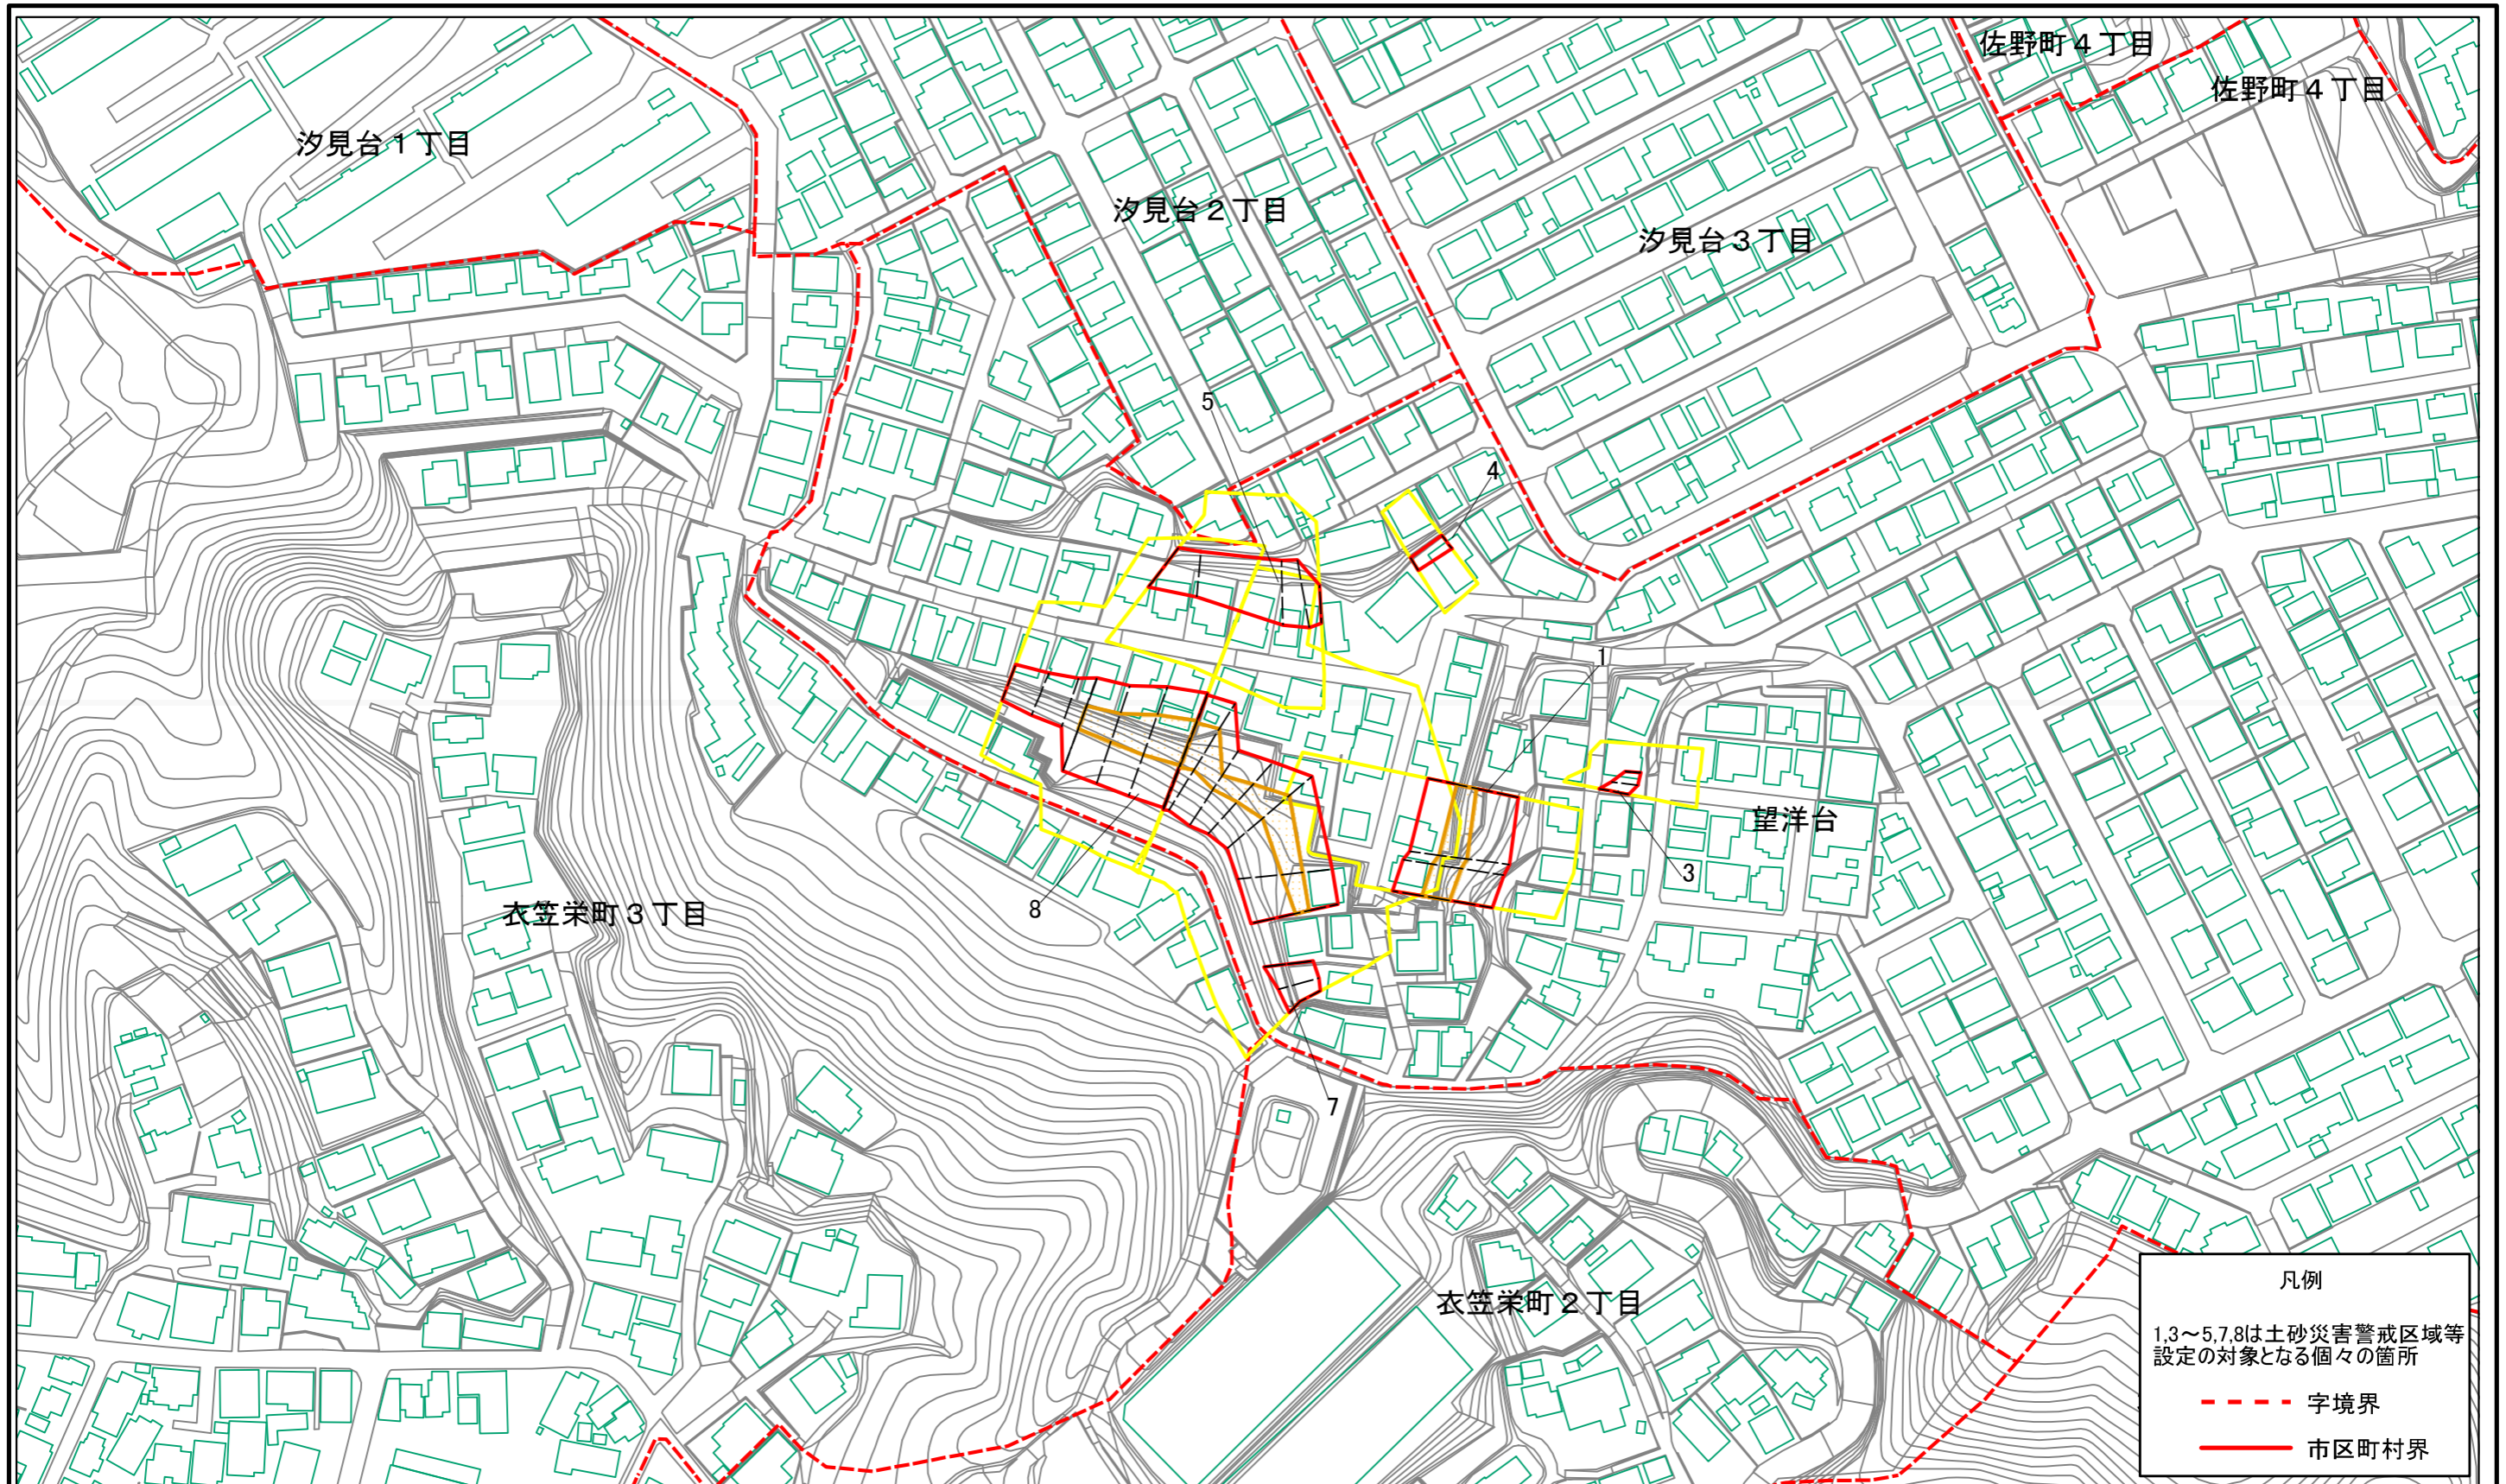 佐野町４丁目
佐野町４丁目
汐見台１丁目
汐見台２丁目
汐見台３丁目
5
4
1
望洋台
3
8
衣笠栄町３丁目
7
衣笠栄町２丁目
凡例
1,3～5,7,8は土砂災害警戒区域等
設定の対象となる個々の箇所
字境界
市区町村界